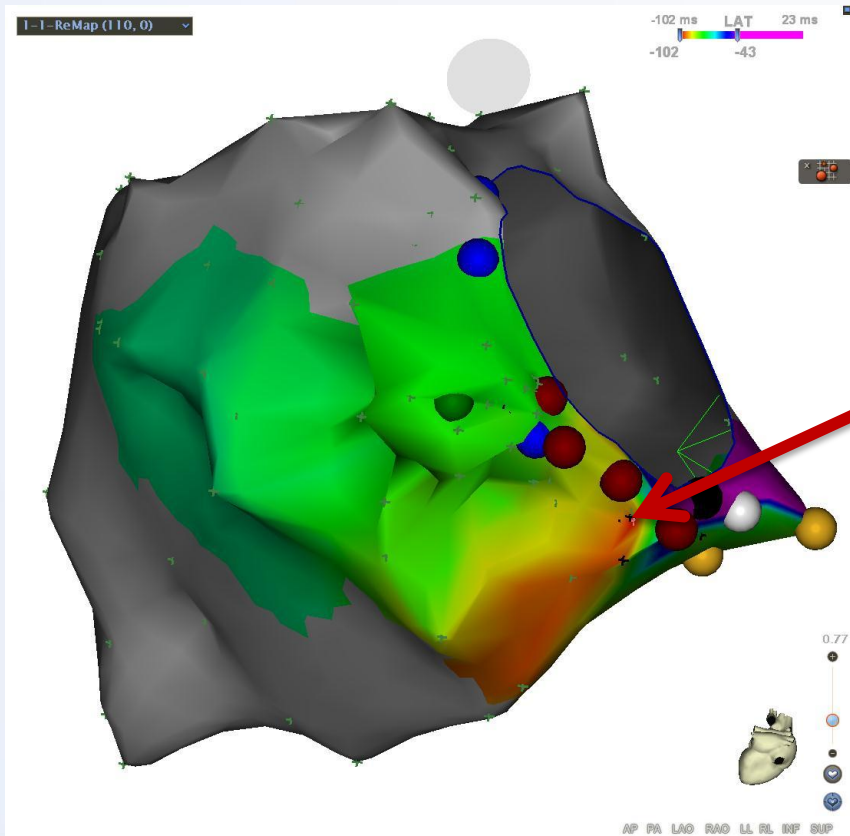 1-1-ReMap (110, 0)
-102 ms LAT 23 ms
-102 -43
0.77
AP PA LAO RAO LL RL INF SUP